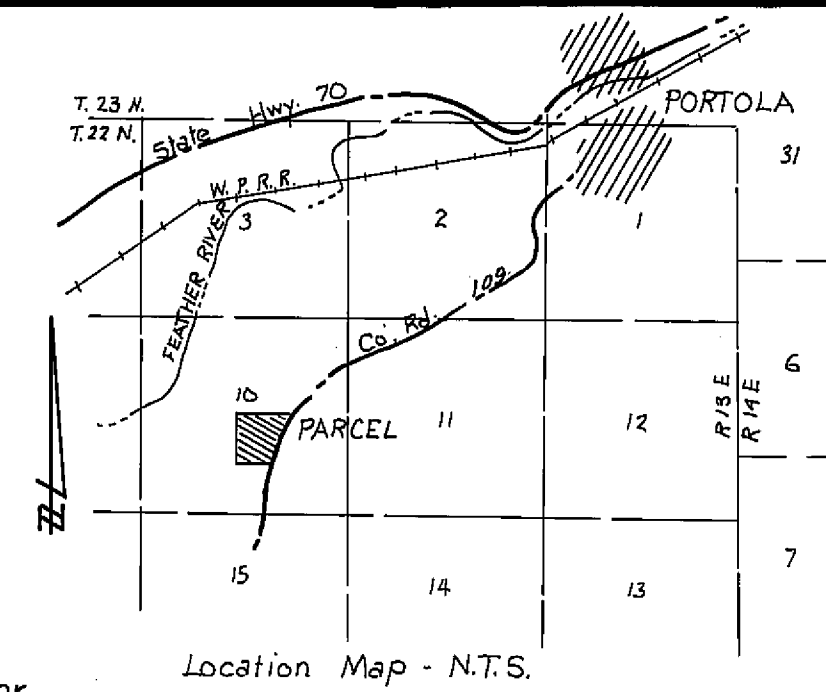 T. 23 N.
T. 22 N.
State Hwy. 70
PORTOLA
31
W. P. R. R.
3
2
1
FEATHER RIVER
Co. Rd. 109
6
10
PARCEL
11
12
R 13 E
R 14 E
7
15
14
13
Location Map - N.T.S.